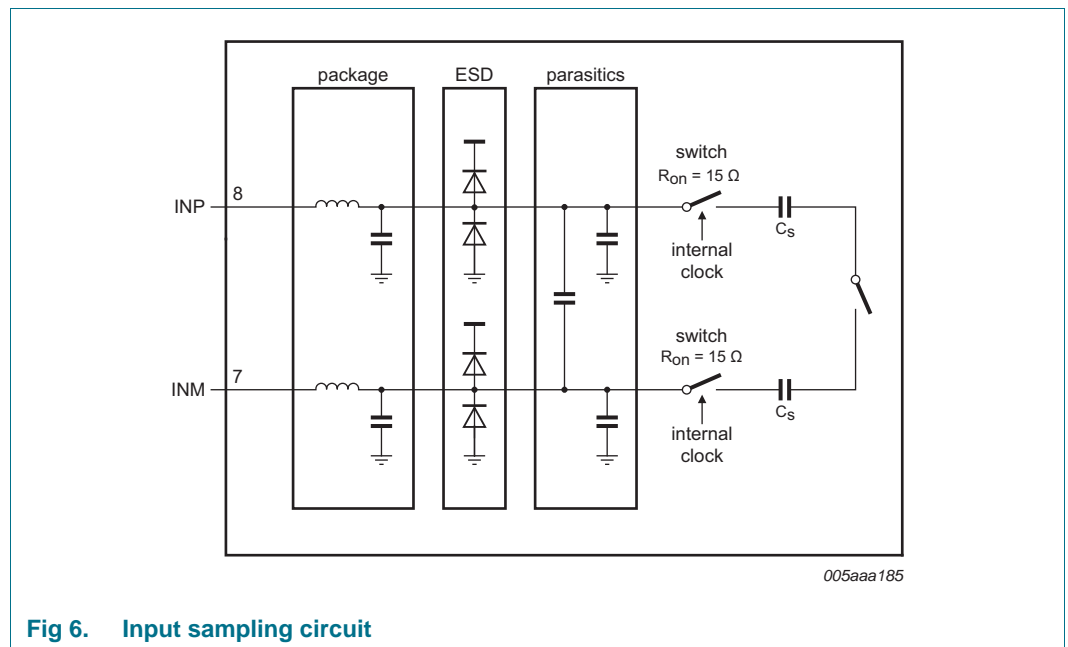 package
ESD
parasitics
switch
Ron = 15 Ω
INP
8
internal
clock
Cs
switch
Ron = 15 Ω
INM
7
internal
clock
Cs
005aaa185
Fig 6. Input sampling circuit